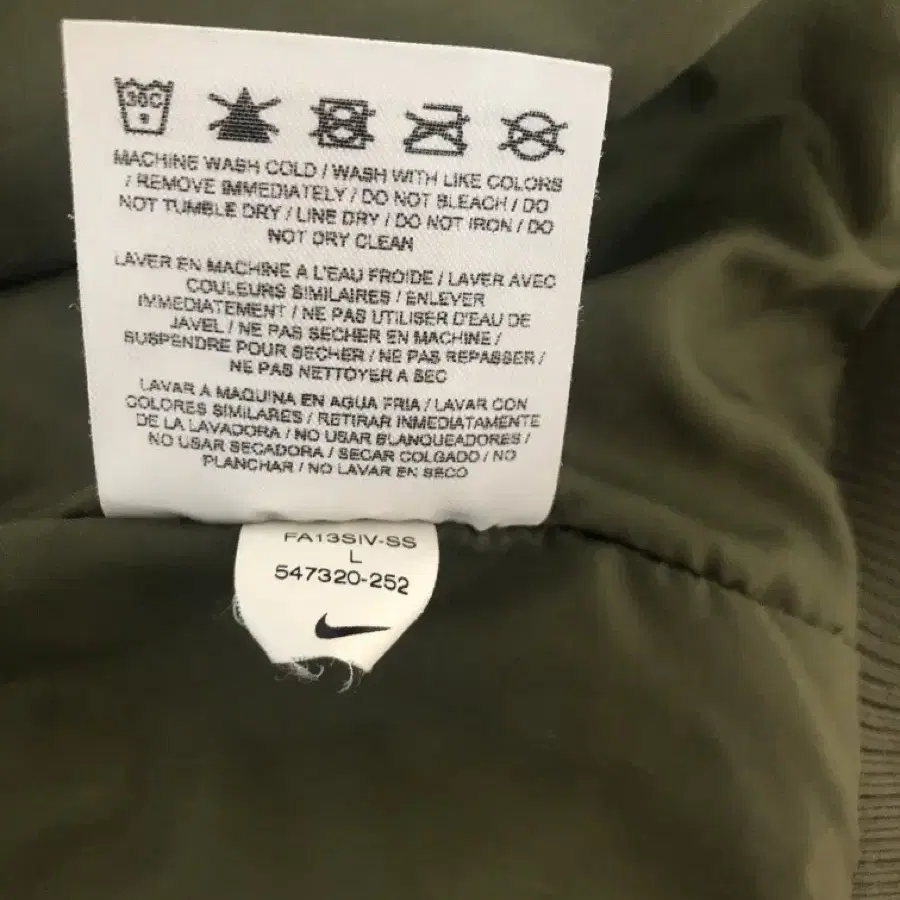 30C
MACHINE WASH COLD / WASH WITH LIKE COLORS
/ REMOVE IMMEDIATELY / DO NOT BLEACH / DO
NOT TUMBLE DRY / LINE DRY / DO NOT IRON / DO
NOT DRY CLEAN
LAVER EN MACHINE A L'EAU FROIDE / LAVER AVEC
COULEURS SIMILAIRES / ENLEVER
IMMEDIATEMENT / NE PAS UTILISER D'EAU DE
JAVEL / NE PAS SECHER EN MACHINE /
SUSPENDRE POUR SECHER / NE PAS REPASSER /
NE PAS NETTOYER A SEC
LAVAR A MAQUINA EN AGUA FRIA / LAVAR CON
COLORES SIMILARES / RETIRAR INMEDIATAMENTE
DE LA LAVADORA / NO USAR BLANQUEADORES /
NO USAR SECADORA / SECAR COLGADO / NO
PLANCHAR / NO LAVAR EN SECO
FA13SIV-SS
L
547320-252